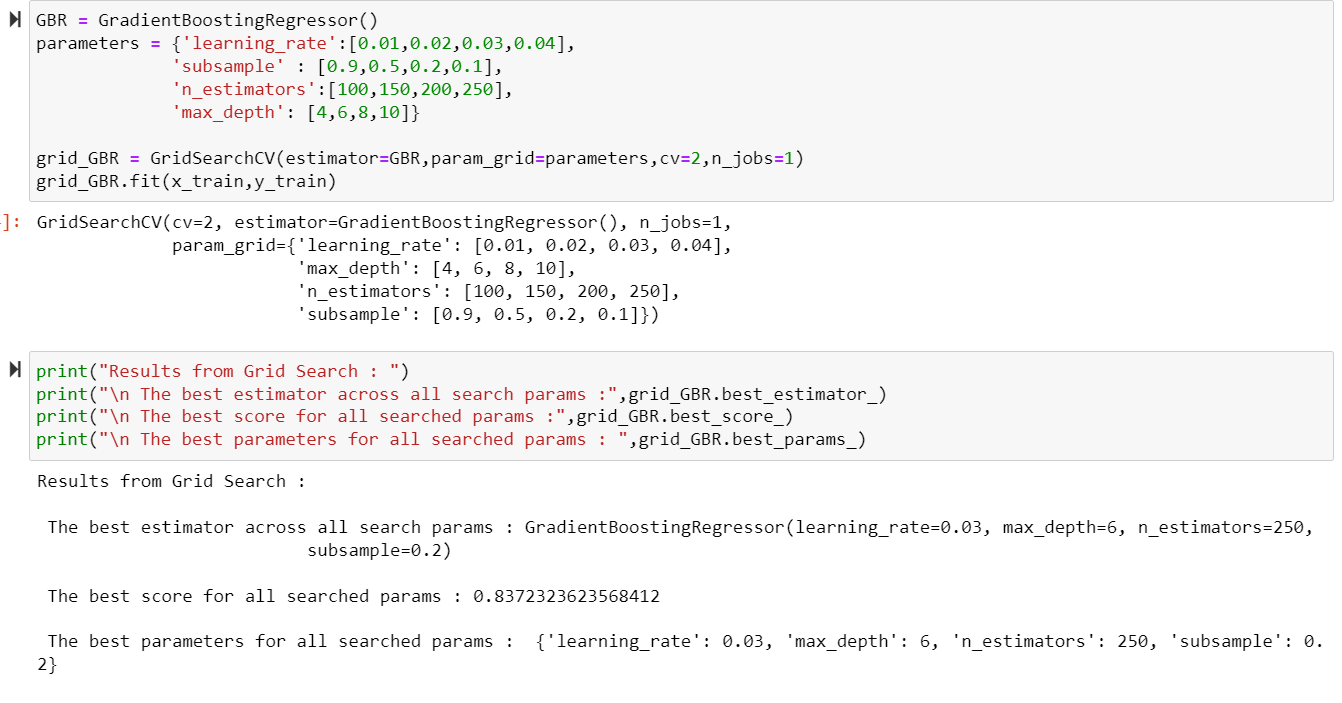 GBR = GradientBoostingRegressor()
parameters = {'learning_rate':[0.01,0.02,0.03,0.04],
'subsample' : [0.9,0.5,0.2,0.1],
'n_estimators':[100,150,200,250],
'max_depth': [4,6,8,10]}
grid_GBR = GridSearchCV(estimator=GBR,param_grid=parameters,cv=2,n_jobs=1)
grid_GBR.fit(x_train,y_train)
]: GridSearchCV(cv=2, estimator=GradientBoostingRegressor(), n_jobs=1,
param_grid={'learning_rate': [0.01, 0.02, 0.03, 0.04],
'max_depth': [4, 6, 8, 10],
'n_estimators': [100, 150, 200, 250],
'subsample': [0.9, 0.5, 0.2, 0.1]})
print("Results from Grid Search : ")
print("\n The best estimator across all search params :",grid_GBR.best_estimator_)
print("\n The best score for all searched params :",grid_GBR.best_score_)
print("\n The best parameters for all searched params : ",grid_GBR.best_params_)
Results from Grid Search :
The best estimator across all search params : GradientBoostingRegressor(learning_rate=0.03, max_depth=6, n_estimators=250,
subsample=0.2)
The best score for all searched params : 0.8372323623568412
The best parameters for all searched params :  {'learning_rate': 0.03, 'max_depth': 6, 'n_estimators': 250, 'subsample': 0.
2}